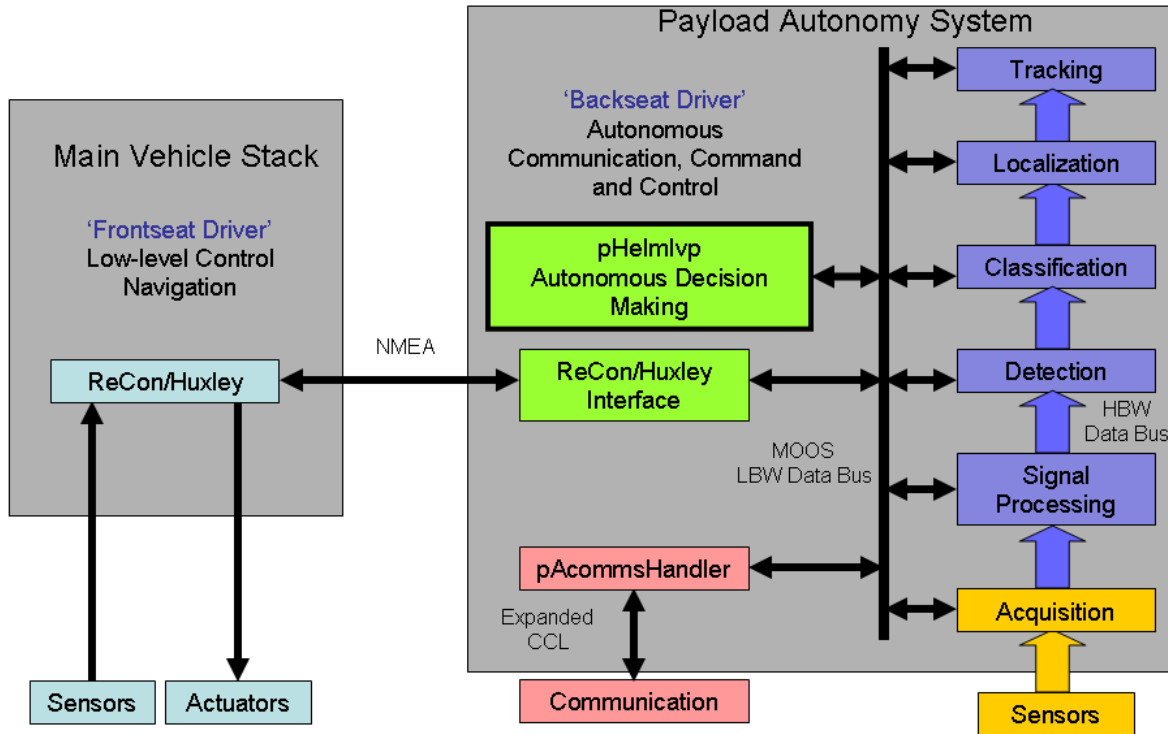 Payload Autonomy System
Main Vehicle Stack
'Frontseat Driver'
Low-level Control
Navigation
ReCon/Huxley
Sensors
Actuators
NMEA
'Backseat Driver'
Autonomous
Communication, Command
and Control
pHelmIvp
Autonomous Decision
Making
ReCon/Huxley
Interface
MOOS
LBW Data Bus
pAcommsHandler
Expanded
CCL
Communication
Tracking
Localization
Classification
Detection
HBW
Data Bus
Signal
Processing
Acquisition
Sensors